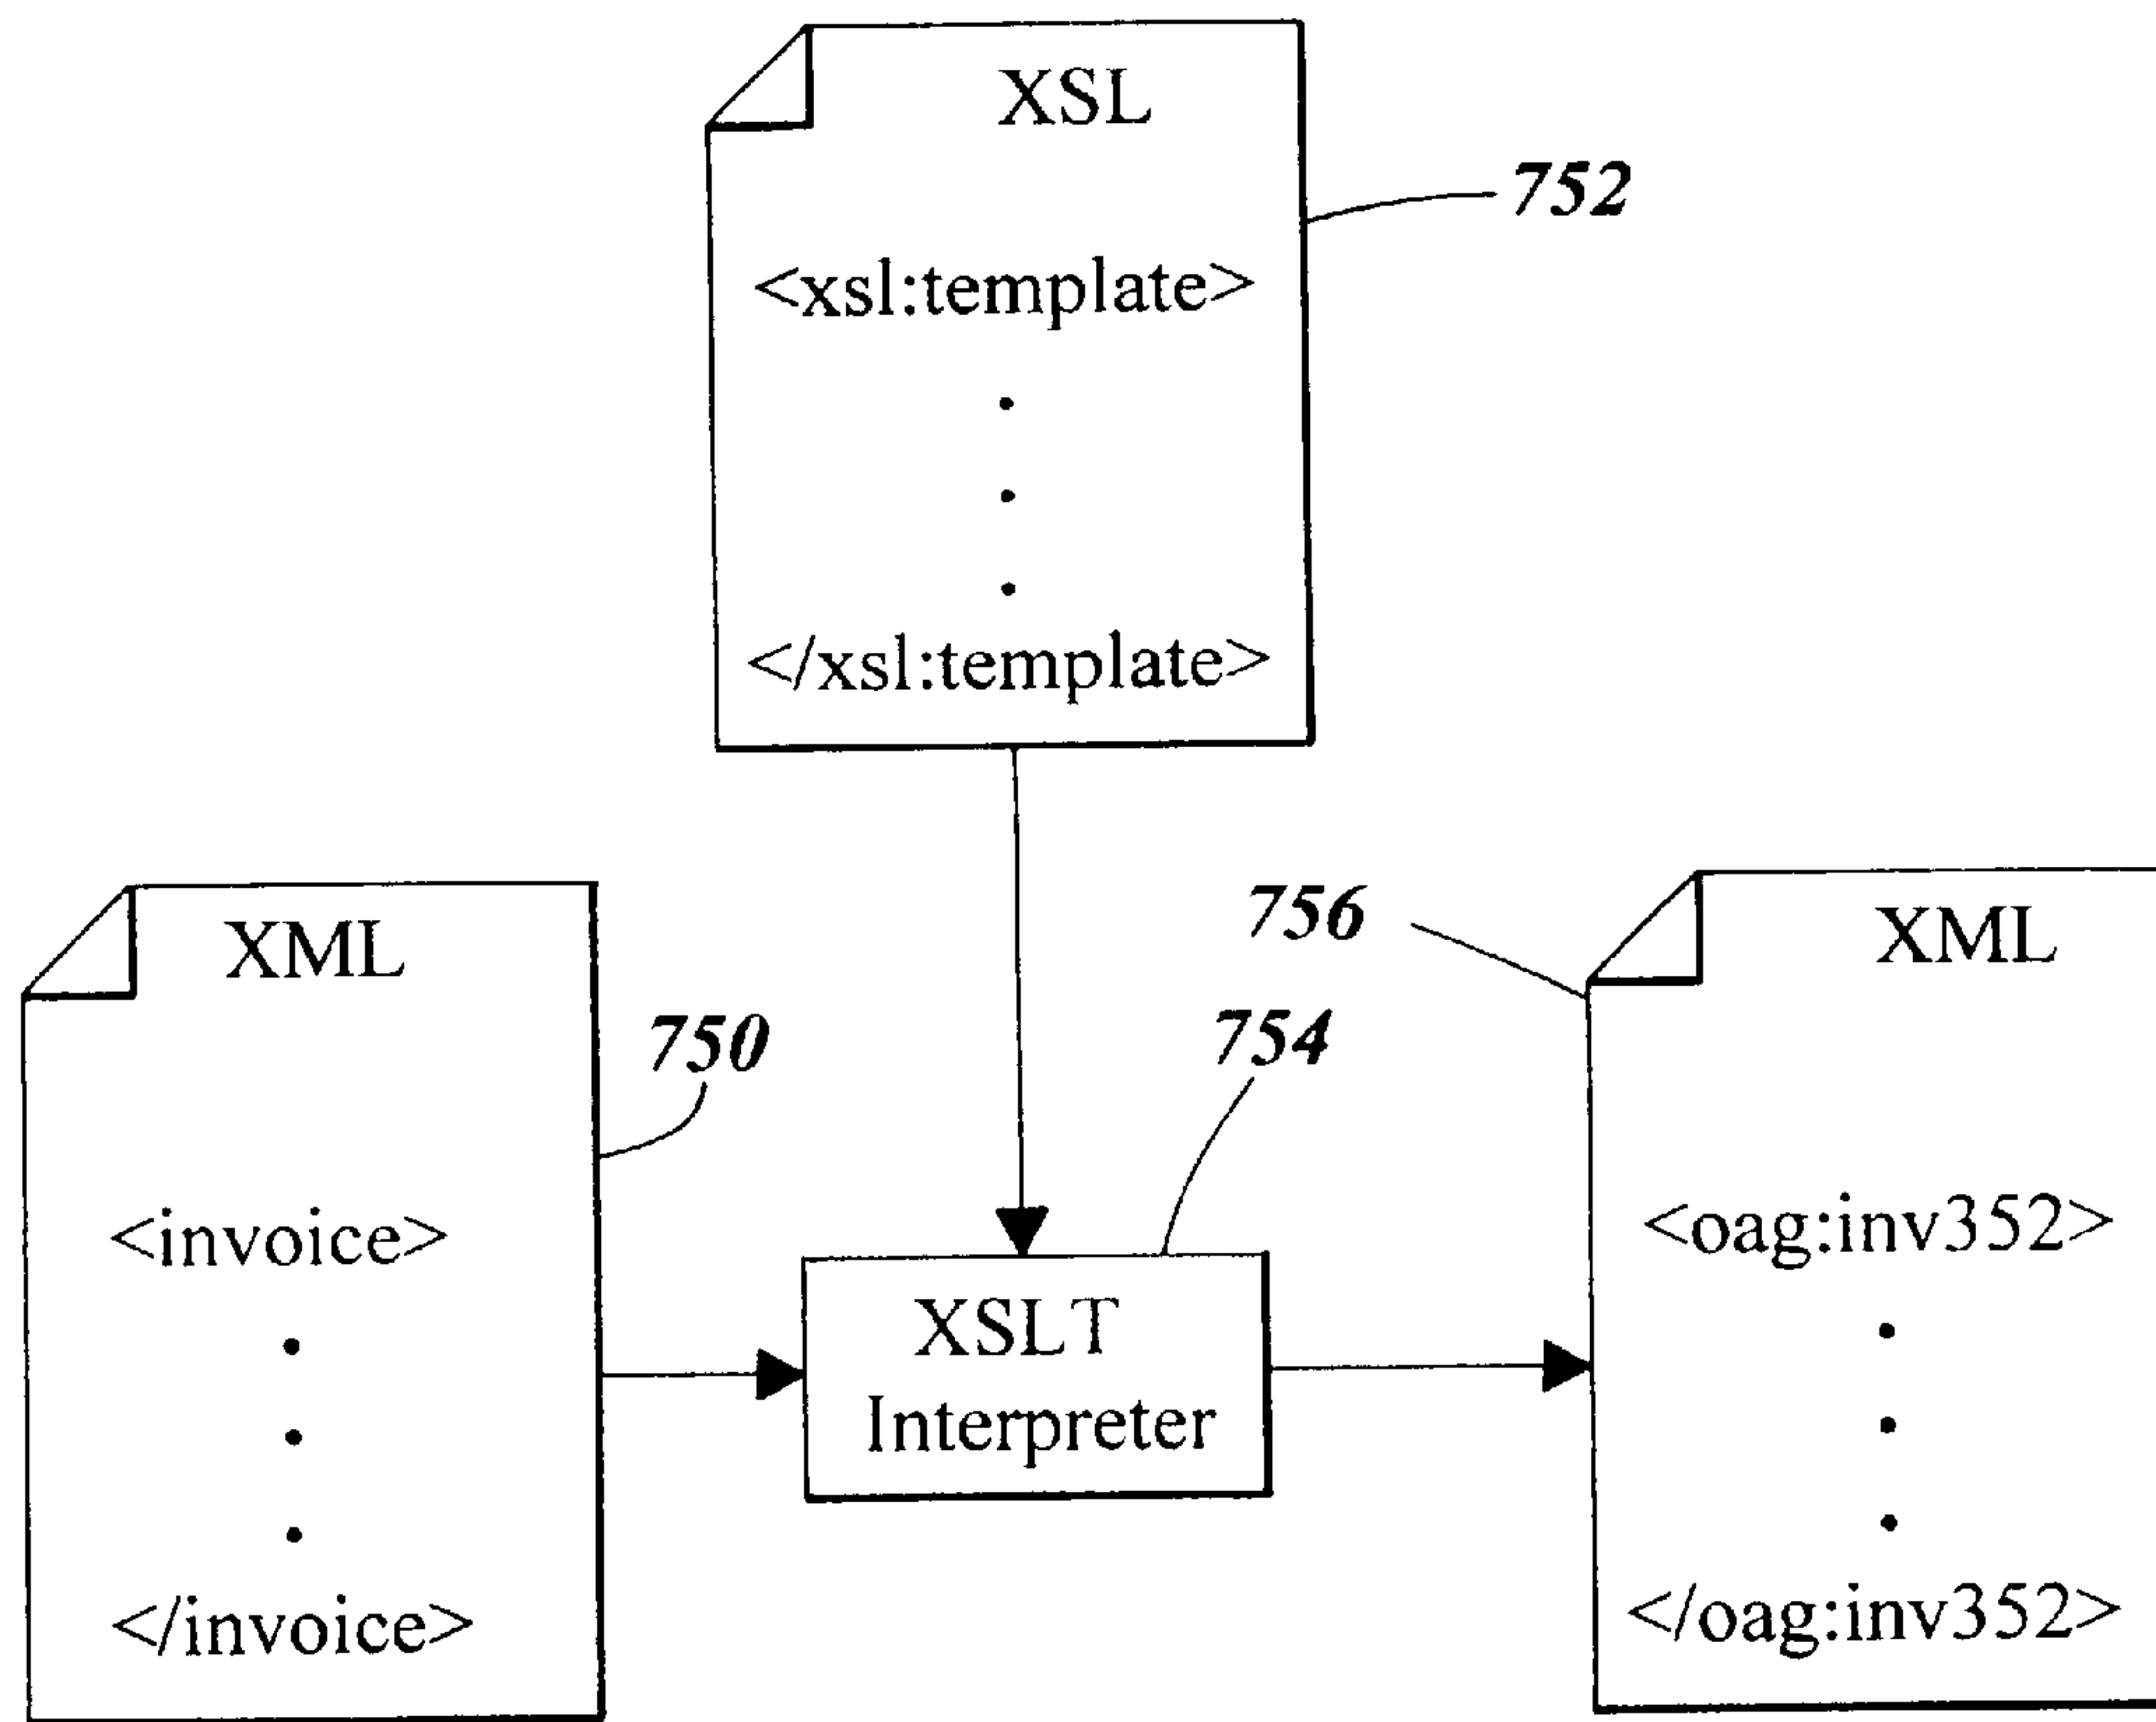 XSL
752
<xsl:template>
.
.
.
</xsl:template>
XML
750
<invoice>
.
.
.
</invoice>
754
XSLT
Interpreter
756
XML
<oag:inv352>
.
.
.
</oag:inv352>